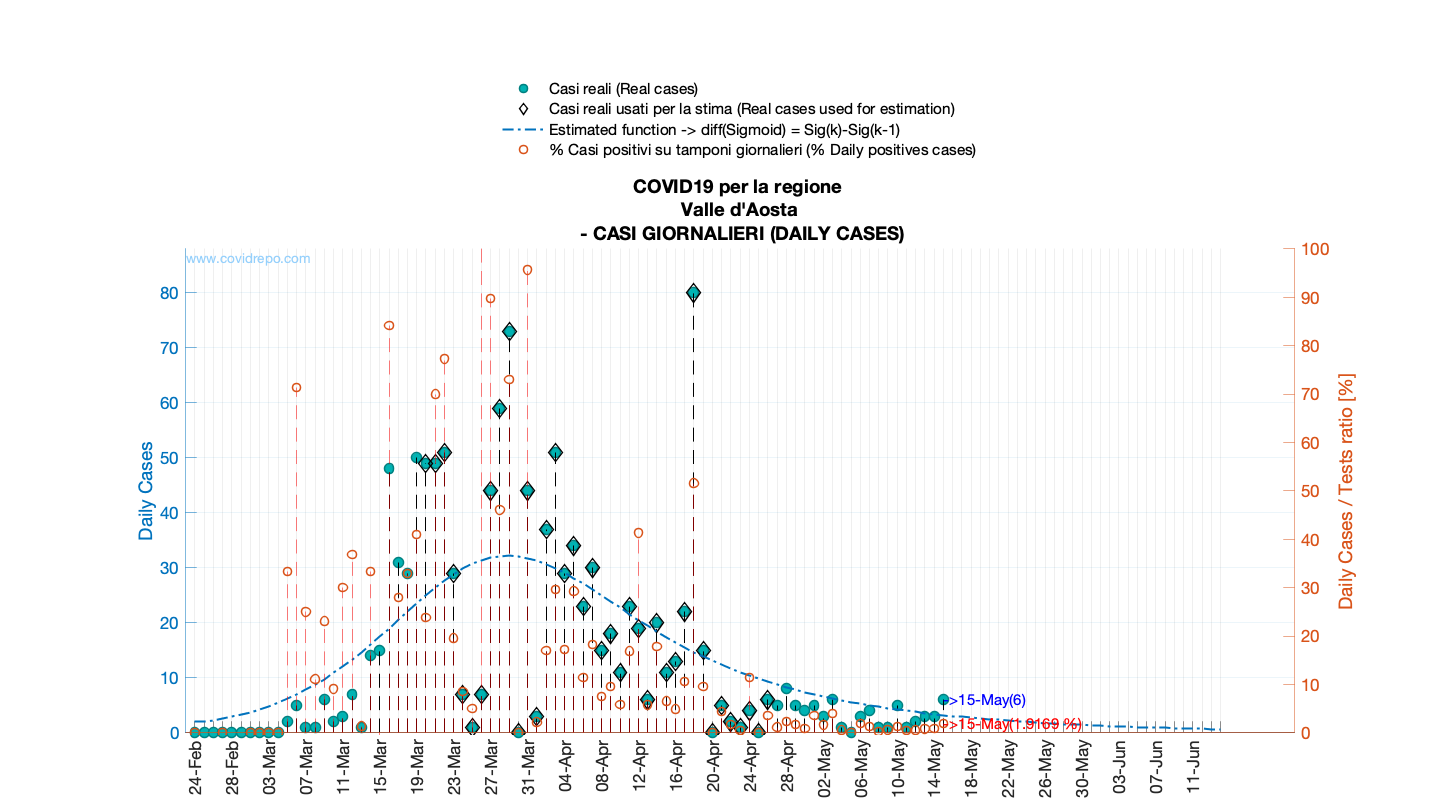 Casi reali (Real cases)
Casi reali usati per la stima (Real cases used for estimation)
Estimated function -> diff(Sigmoid) = Sig(k)-Sig(k-1)
% Casi positivi su tamponi giornalieri (% Daily positives cases)
COVID19 per la regione
Valle d'Aosta
- CASI GIORNALIERI (DAILY CASES)
www.covidrepo.com
Daily Cases
80
70
60
50
40
30
20
10
0
100
90
80
70
60
50
40
30
20
10
0
Daily Cases / Tests ratio [%]
->15-May(6)
->15-May(1.9169 %)
24-Feb
28-Feb
03-Mar
07-Mar
11-Mar
15-Mar
19-Mar
23-Mar
27-Mar
31-Mar
04-Apr
08-Apr
12-Apr
16-Apr
20-Apr
24-Apr
28-Apr
02-May
06-May
10-May
14-May
18-May
22-May
26-May
30-May
03-Jun
07-Jun
11-Jun